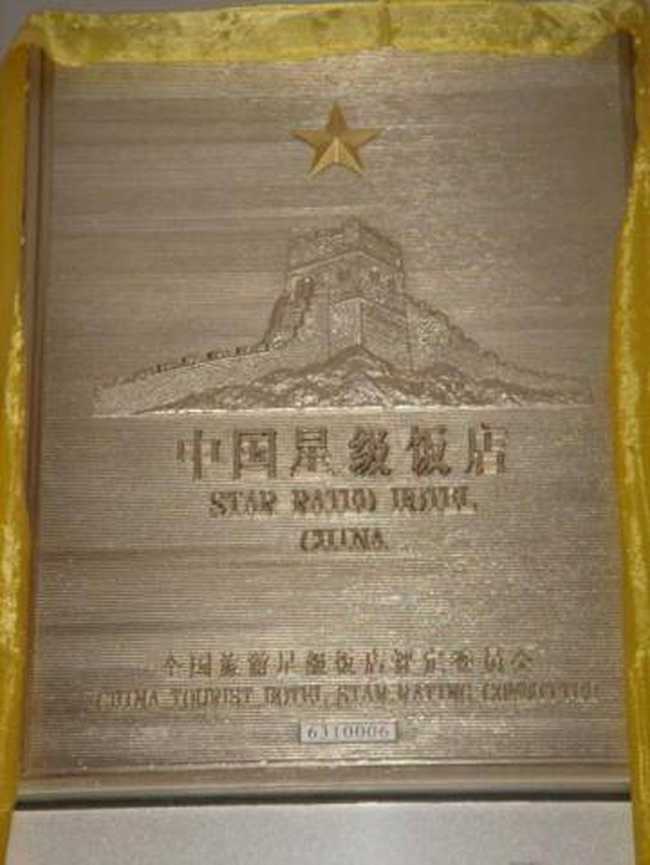 中国星级饭店
STAR RATED HOTEL
CHINA
全国旅游星级饭店评定委员会
CHINA TOURIST HOTEL STAR-RATING COMMITTEE
6310006